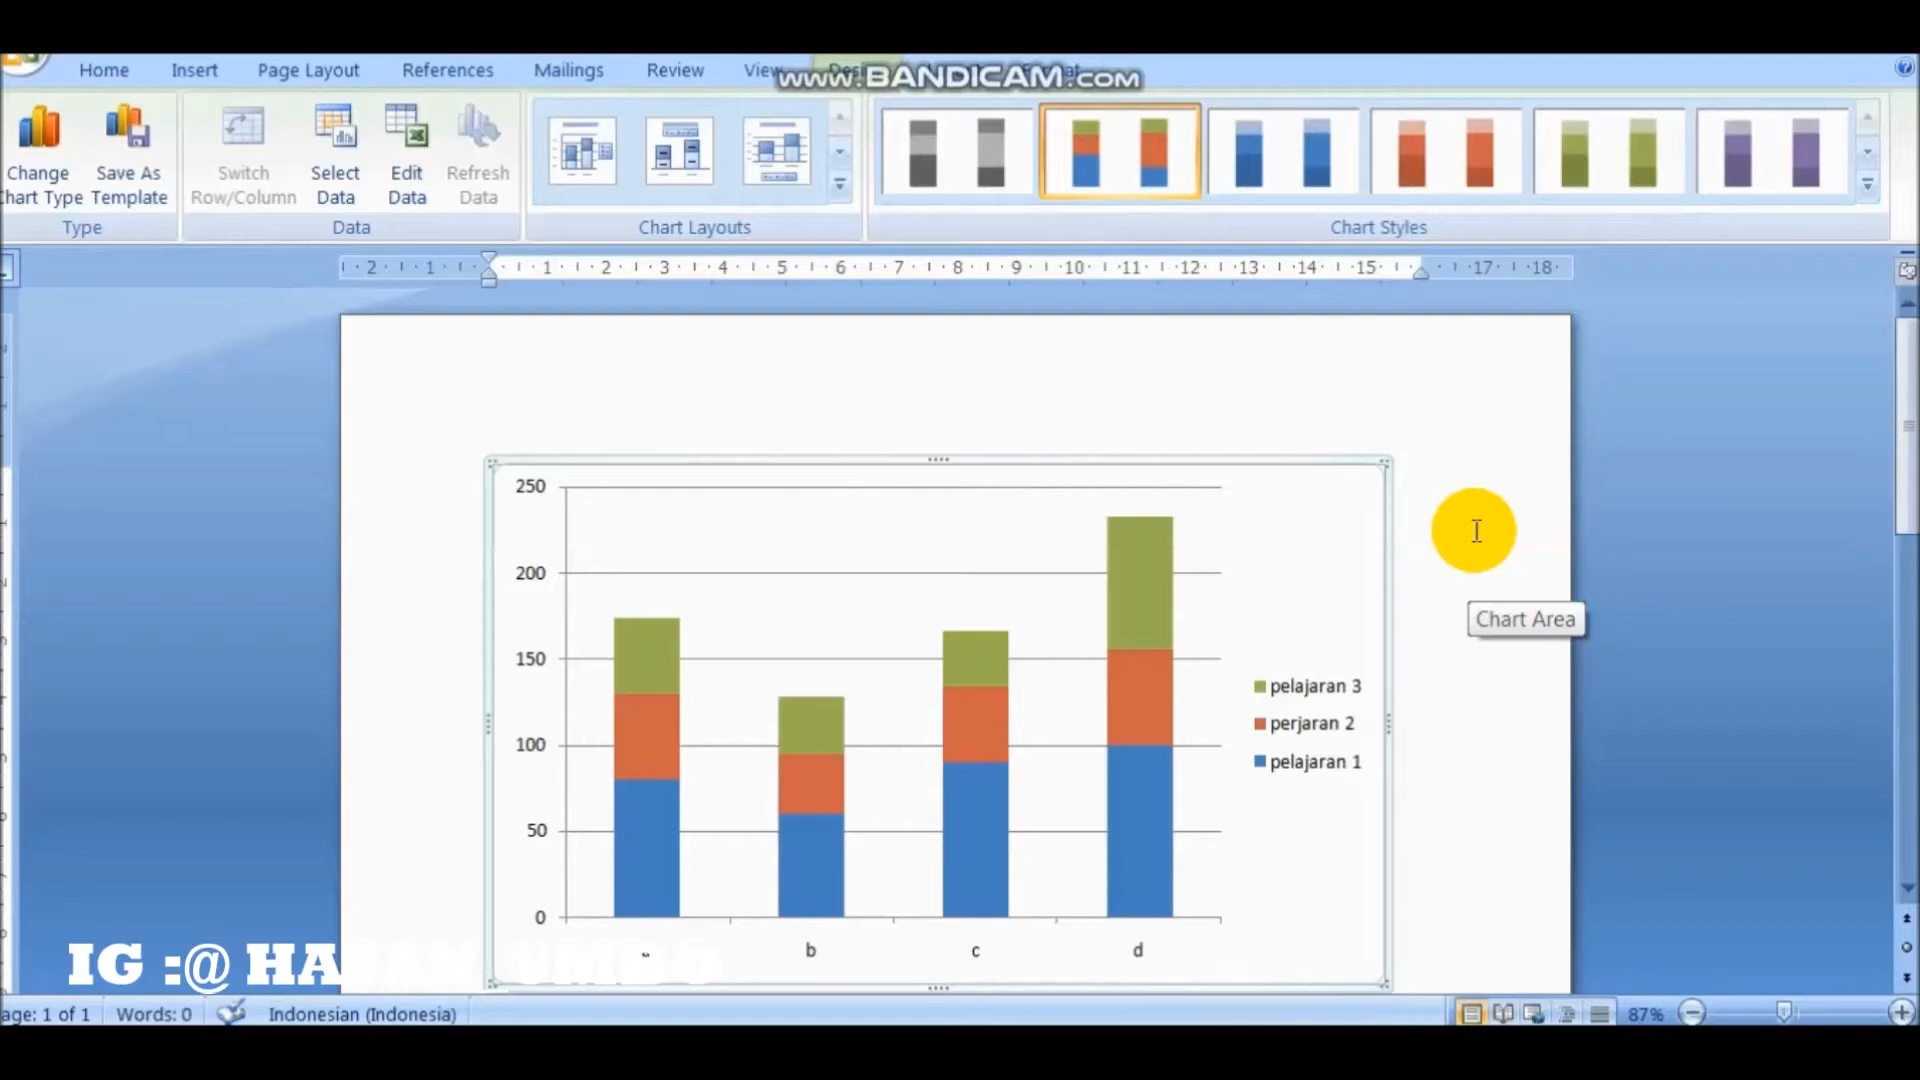 www.BANDICAM.com
Home Insert Page Layout References Mailings Review View
Change Chart Type
Save As Template
Switch Row/Column
Select Data
Edit Data
Refresh Data
Type Data Chart Layouts Chart Styles
2 1 1 2 3 4 5 6 7 8 9 10 11 12 13 14 15 17 18
250
200
150
100
50
0
b c d
pelajaran 3
perjaran 2
pelajaran 1
Chart Area
IG :@ HA
age: 1 of 1 Words: 0 Indonesian (Indonesia) 87%